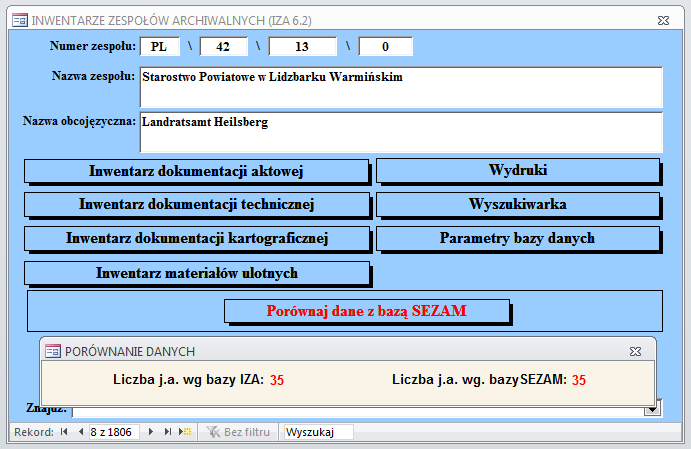 INWENTARZE ZESPOŁÓW ARCHIWALNYCH (IZA 6.2)
Numer zespołu: PL \ 42 \ 13 \ 0
Nazwa zespołu: Starostwo Powiatowe w Lidzbarku Warmińskim
Nazwa obcojęzyczna: Landratsamt Heilsberg
Inwentarz dokumentacji aktowej Wydruki
Inwentarz dokumentacji technicznej Wyszukiwarka
Inwentarz dokumentacji kartograficznej Parametry bazy danych
Inwentarz materiałów ulotnych
Porównaj dane z bazą SEZAM
PORÓWNANIE DANYCH
Liczba j.a. wg bazy IZA: 35 Liczba j.a. wg. bazySEZAM: 35
Znajdź:
Rekord: 8 z 1806 Bez filtru Wyszukaj